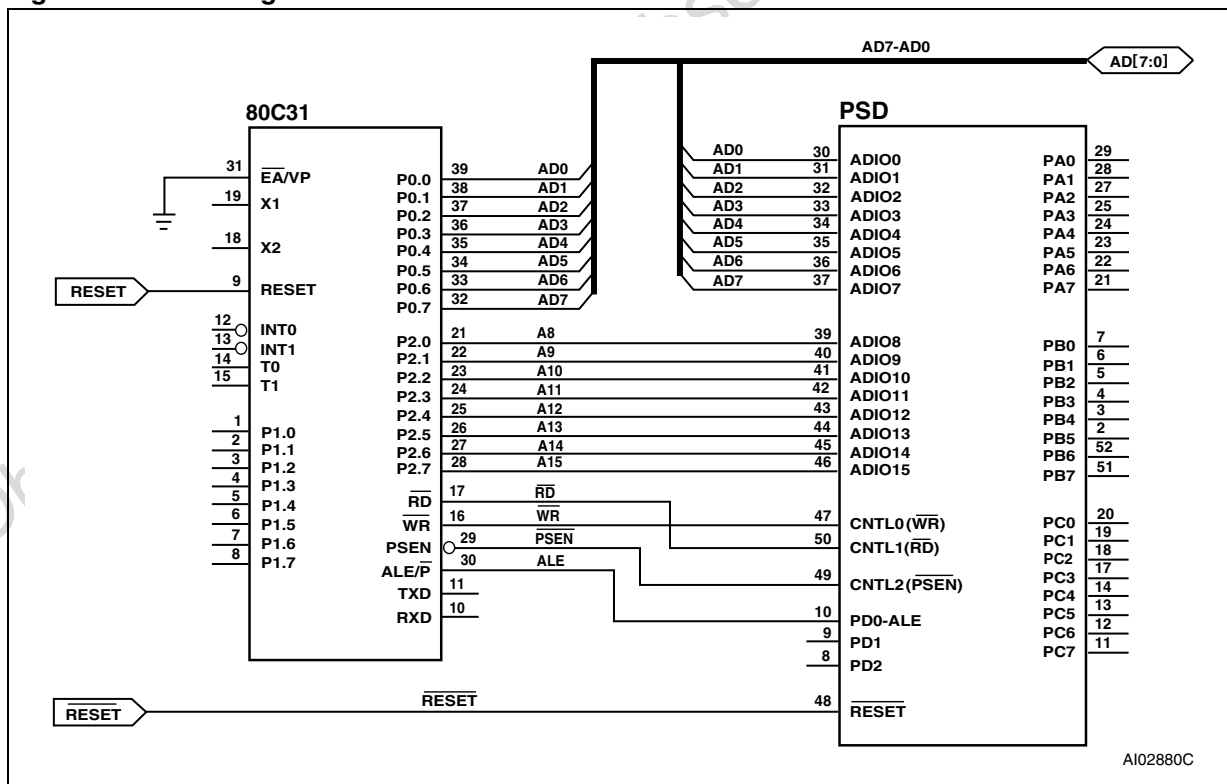 AD7-AD0
AD[7:0]
80C31
PSD
31
EA/VP
19
X1
18
X2
RESET
9
RESET
12
INT0
13
INT1
14
T0
15
T1
1
P1.0
2
P1.1
3
P1.2
4
P1.3
5
P1.4
6
P1.5
7
P1.6
8
P1.7
P0.0 39 AD0
P0.1 38 AD1
P0.2 37 AD2
P0.3 36 AD3
P0.4 35 AD4
P0.5 34 AD5
P0.6 33 AD6
P0.7 32 AD7
P2.0 21 A8
P2.1 22 A9
P2.2 23 A10
P2.3 24 A11
P2.4 25 A12
P2.5 26 A13
P2.6 27 A14
P2.7 28 A15
RD 17 RD
WR 16 WR
PSEN 29 PSEN
ALE/P 30 ALE
TXD 11
RXD 10
AD0 30 ADIO0
AD1 31 ADIO1
AD2 32 ADIO2
AD3 33 ADIO3
AD4 34 ADIO4
AD5 35 ADIO5
AD6 36 ADIO6
AD7 37 ADIO7
39 ADIO8
40 ADIO9
41 ADIO10
42 ADIO11
43 ADIO12
44 ADIO13
45 ADIO14
46 ADIO15
47 CNTL0(WR)
50 CNTL1(RD)
49 CNTL2(PSEN)
10 PD0-ALE
9 PD1
8 PD2
48 RESET
PA0 29
PA1 28
PA2 27
PA3 25
PA4 24
PA5 23
PA6 22
PA7 21
PB0 7
PB1 6
PB2 5
PB3 4
PB4 3
PB5 2
PB6 52
PB7 51
PC0 20
PC1 19
PC2 18
PC3 17
PC4 14
PC5 13
PC6 12
PC7 11
RESET
RESET
AI02880C